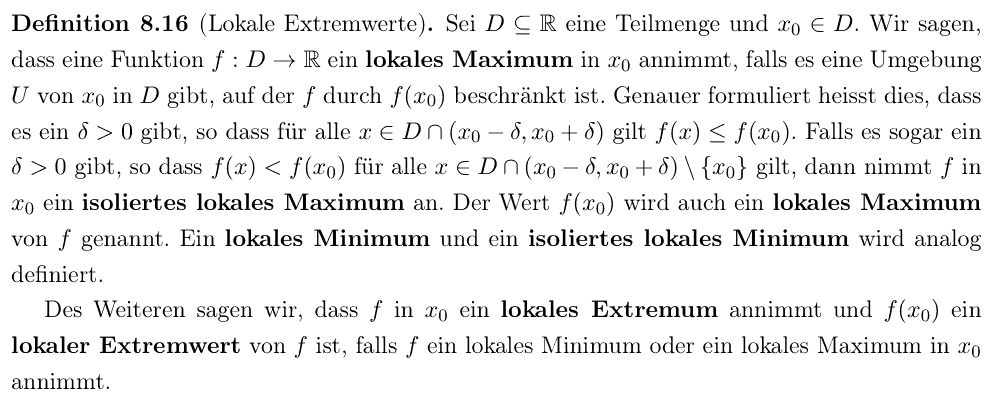 Definition 8.16 (Lokale Extremwerte). Sei D ⊆ ℝ eine Teilmenge und x₀ ∈ D. Wir sagen,
dass eine Funktion f : D → ℝ ein lokales Maximum in x₀ annimmt, falls es eine Umgebung
U von x₀ in D gibt, auf der f durch f(x₀) beschränkt ist. Genauer formuliert heisst dies, dass
es ein δ > 0 gibt, so dass für alle x ∈ D ∩ (x₀ − δ, x₀ + δ) gilt f(x) ≤ f(x₀). Falls es sogar ein
δ > 0 gibt, so dass f(x) < f(x₀) für alle x ∈ D ∩ (x₀ − δ, x₀ + δ) \ {x₀} gilt, dann nimmt f in
x₀ ein isoliertes lokales Maximum an. Der Wert f(x₀) wird auch ein lokales Maximum
von f genannt. Ein lokales Minimum und ein isoliertes lokales Minimum wird analog
definiert.
Des Weiteren sagen wir, dass f in x₀ ein lokales Extremum annimmt und f(x₀) ein
lokaler Extremwert von f ist, falls f ein lokales Minimum oder ein lokales Maximum in x₀
annimmt.